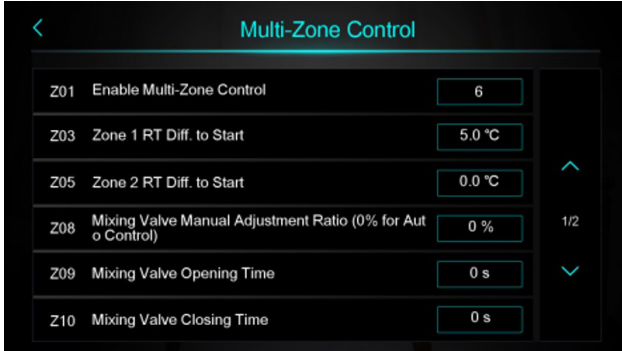 Multi-Zone Control
Z01 Enable Multi-Zone Control 6
Z03 Zone 1 RT Diff. to Start 5.0 ℃
Z05 Zone 2 RT Diff. to Start 0.0 ℃
Z08 Mixing Valve Manual Adjustment Ratio (0% for Aut
o Control) 0 %
Z09 Mixing Valve Opening Time 0 s
Z10 Mixing Valve Closing Time 0 s
1/2